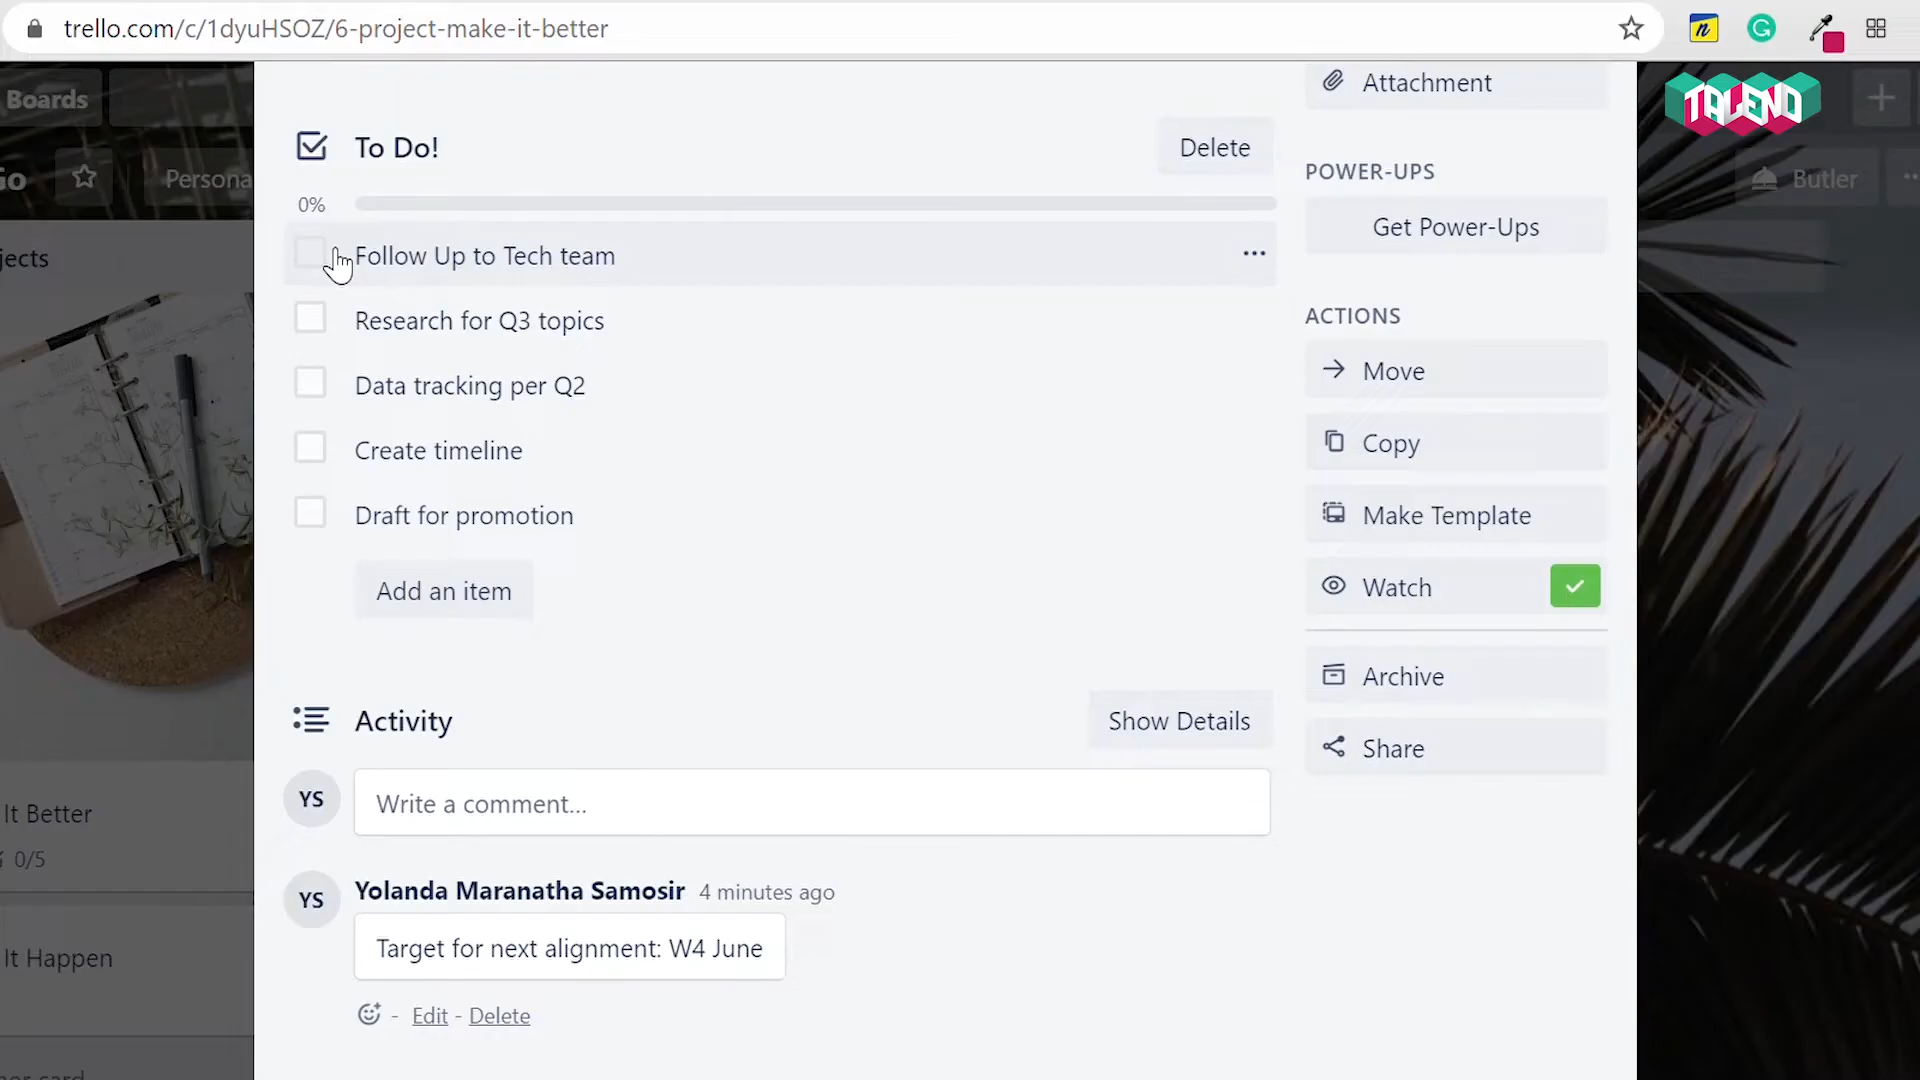 trello.com/c/1dyuHSOZ/6-project-make-it-better
Boards
TALENO
Go
Persona
Butler
jects
It Better
0/5
It Happen
To Do!
Delete
0%
Follow Up to Tech team
Research for Q3 topics
Data tracking per Q2
Create timeline
Draft for promotion
Add an item
Activity
Show Details
YS
Write a comment...
YS
Yolanda Maranatha Samosir 4 minutes ago
Target for next alignment: W4 June
- Edit - Delete
Attachment
POWER-UPS
Get Power-Ups
ACTIONS
Move
Copy
Make Template
Watch
Archive
Share